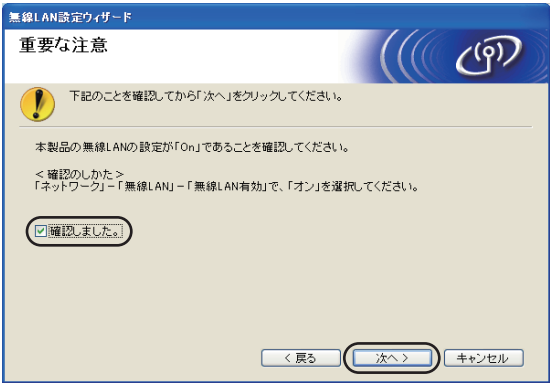 無線LAN設定ウィザード
重要な注意
下記のことを確認してから「次へ」をクリックしてください。
本製品の無線LANの設定が「On」であることを確認してください。
<確認のしかた>
「ネットワーク」－「無線LAN」－「無線LAN有効」で、「オン」を選択してください。
確認しました。
< 戻る
次へ >
キャンセル